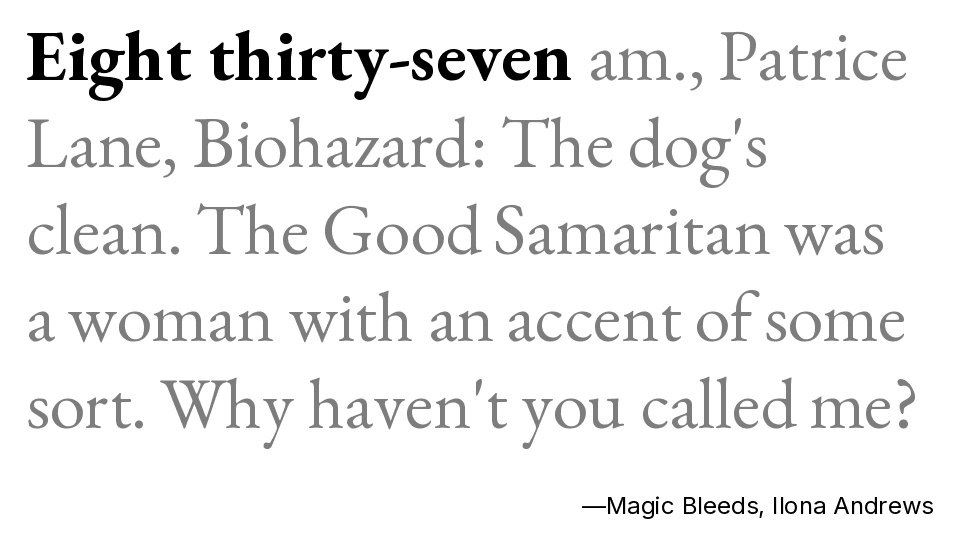 Eight thirty-seven am., Patrice
Lane, Biohazard: The dog's
clean. The Good Samaritan was
a woman with an accent of some
sort. Why haven't you called me?
—Magic Bleeds, Ilona Andrews